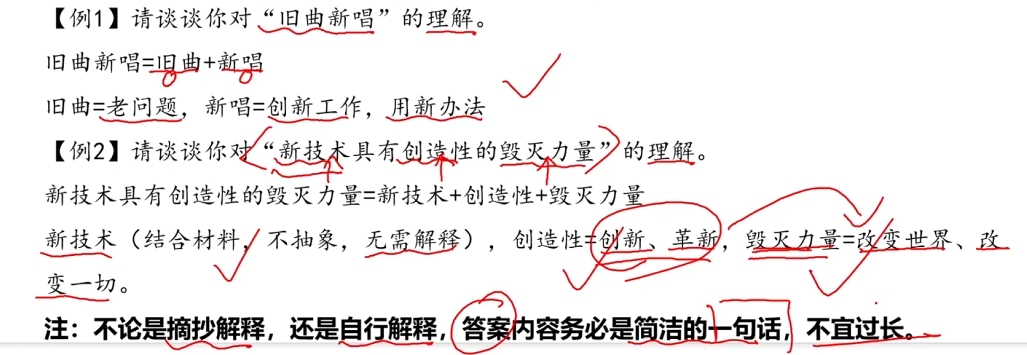 【例1】请谈谈你对“旧曲新唱”的理解。
旧曲新唱=旧曲+新唱
旧曲=老问题，新唱=创新工作，用新办法
【例2】请谈谈你对“新技术具有创造性的毁灭力量”的理解。
新技术具有创造性的毁灭力量=新技术+创造性+毁灭力量
新技术（结合材料，不抽象，无需解释），创造性=创新、革新，毁灭力量=改变世界、改
变一切。
注：不论是摘抄解释，还是自行解释，答案内容务必是简洁的一句话，不宜过长。